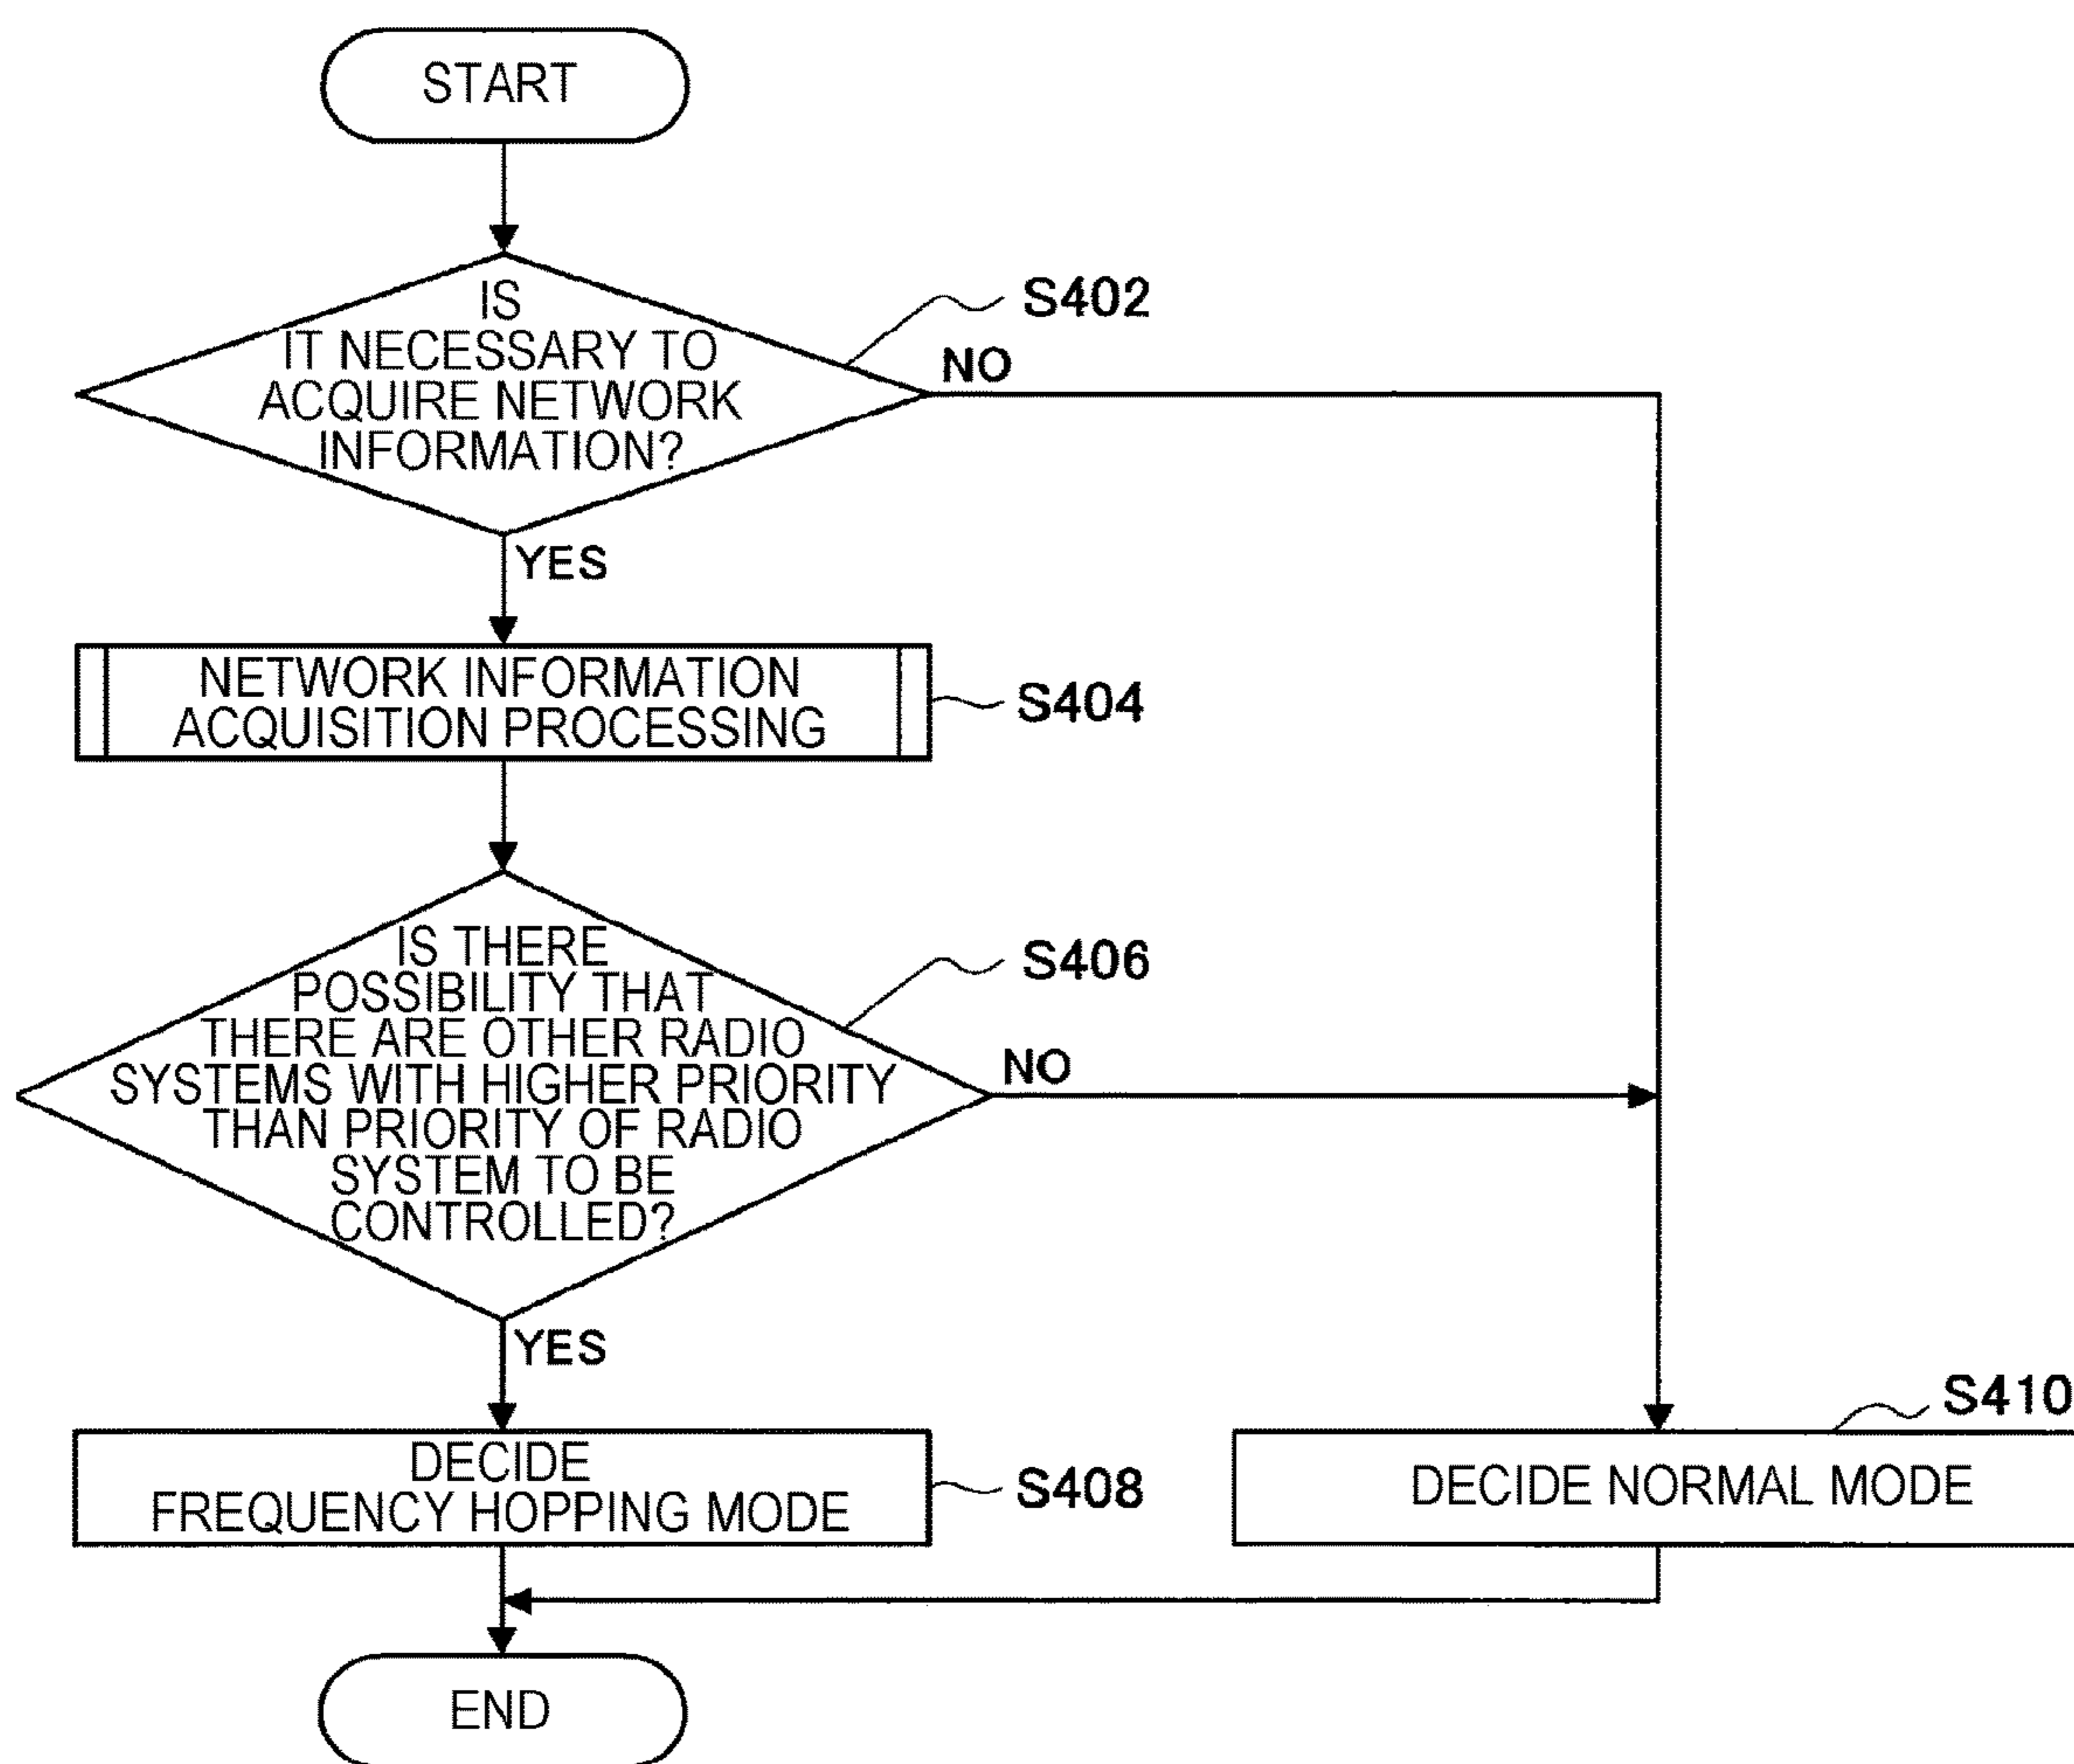 START
IS
IT NECESSARY TO
ACQUIRE NETWORK
INFORMATION?
S402
NO
YES
NETWORK INFORMATION
ACQUISITION PROCESSING
S404
IS THERE
POSSIBILITY THAT
THERE ARE OTHER RADIO
SYSTEMS WITH HIGHER PRIORITY
THAN PRIORITY OF RADIO
SYSTEM TO BE
CONTROLLED?
S406
NO
YES
DECIDE
FREQUENCY HOPPING MODE
S408
S410
DECIDE NORMAL MODE
END